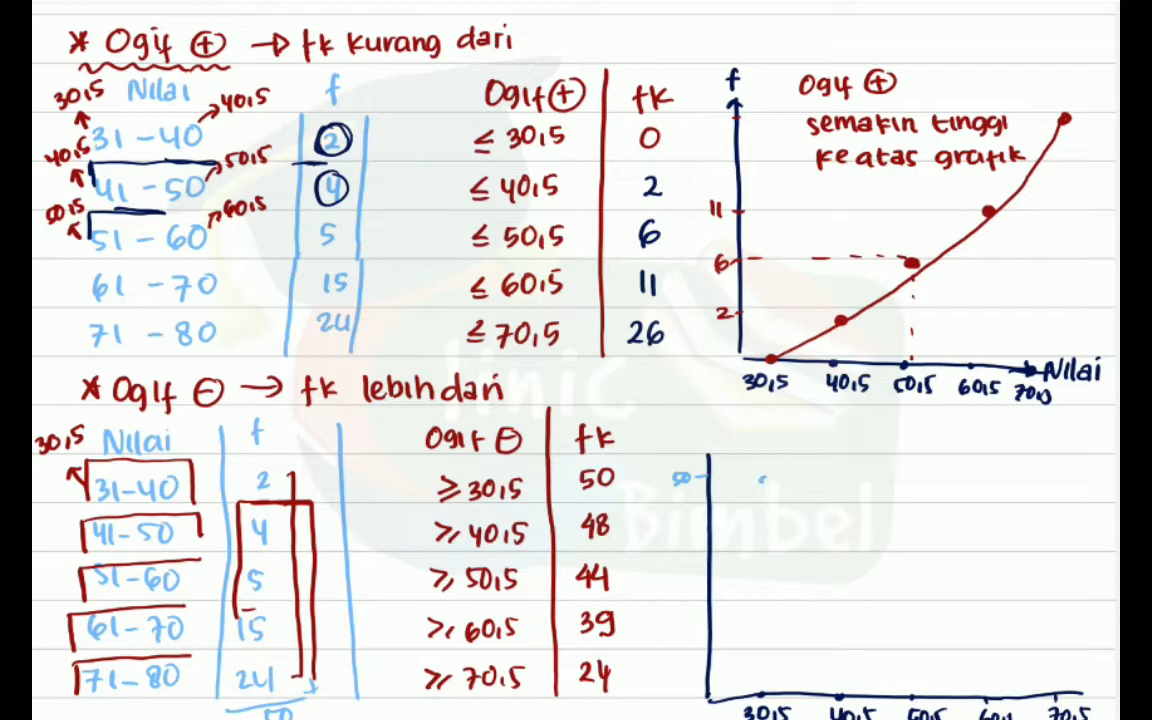 * Ogif ⊕ → fk kurang dari
30,5 Nilai 40,5 f Ogif ⊕ fk
31 - 40 2 ≤ 30,5 0
40,5 50,5
41 - 50 4 ≤ 40,5 2
50,5 60,5
51 - 60 5 ≤ 50,5 6
61 - 70 15 ≤ 60,5 11
71 - 80 24 ≤ 70,5 26
f Ogif ⊕
semakin tinggi
ke atas grafik
11
6
2
30,5 40,5 50,5 60,5 70,5 Nilai
* Ogif ⊖ → fk lebih dari
30,5 Nilai f Ogif ⊖ fk
31-40 2 ≥ 30,5 50
41-50 4 ≥ 40,5 48
51-60 5 ≥ 50,5 44
61-70 15 ≥ 60,5 39
71-80 24 ≥ 70,5 24
50
50
30,5 40,5 50,5 60,5 70,5
linic
Bimbel